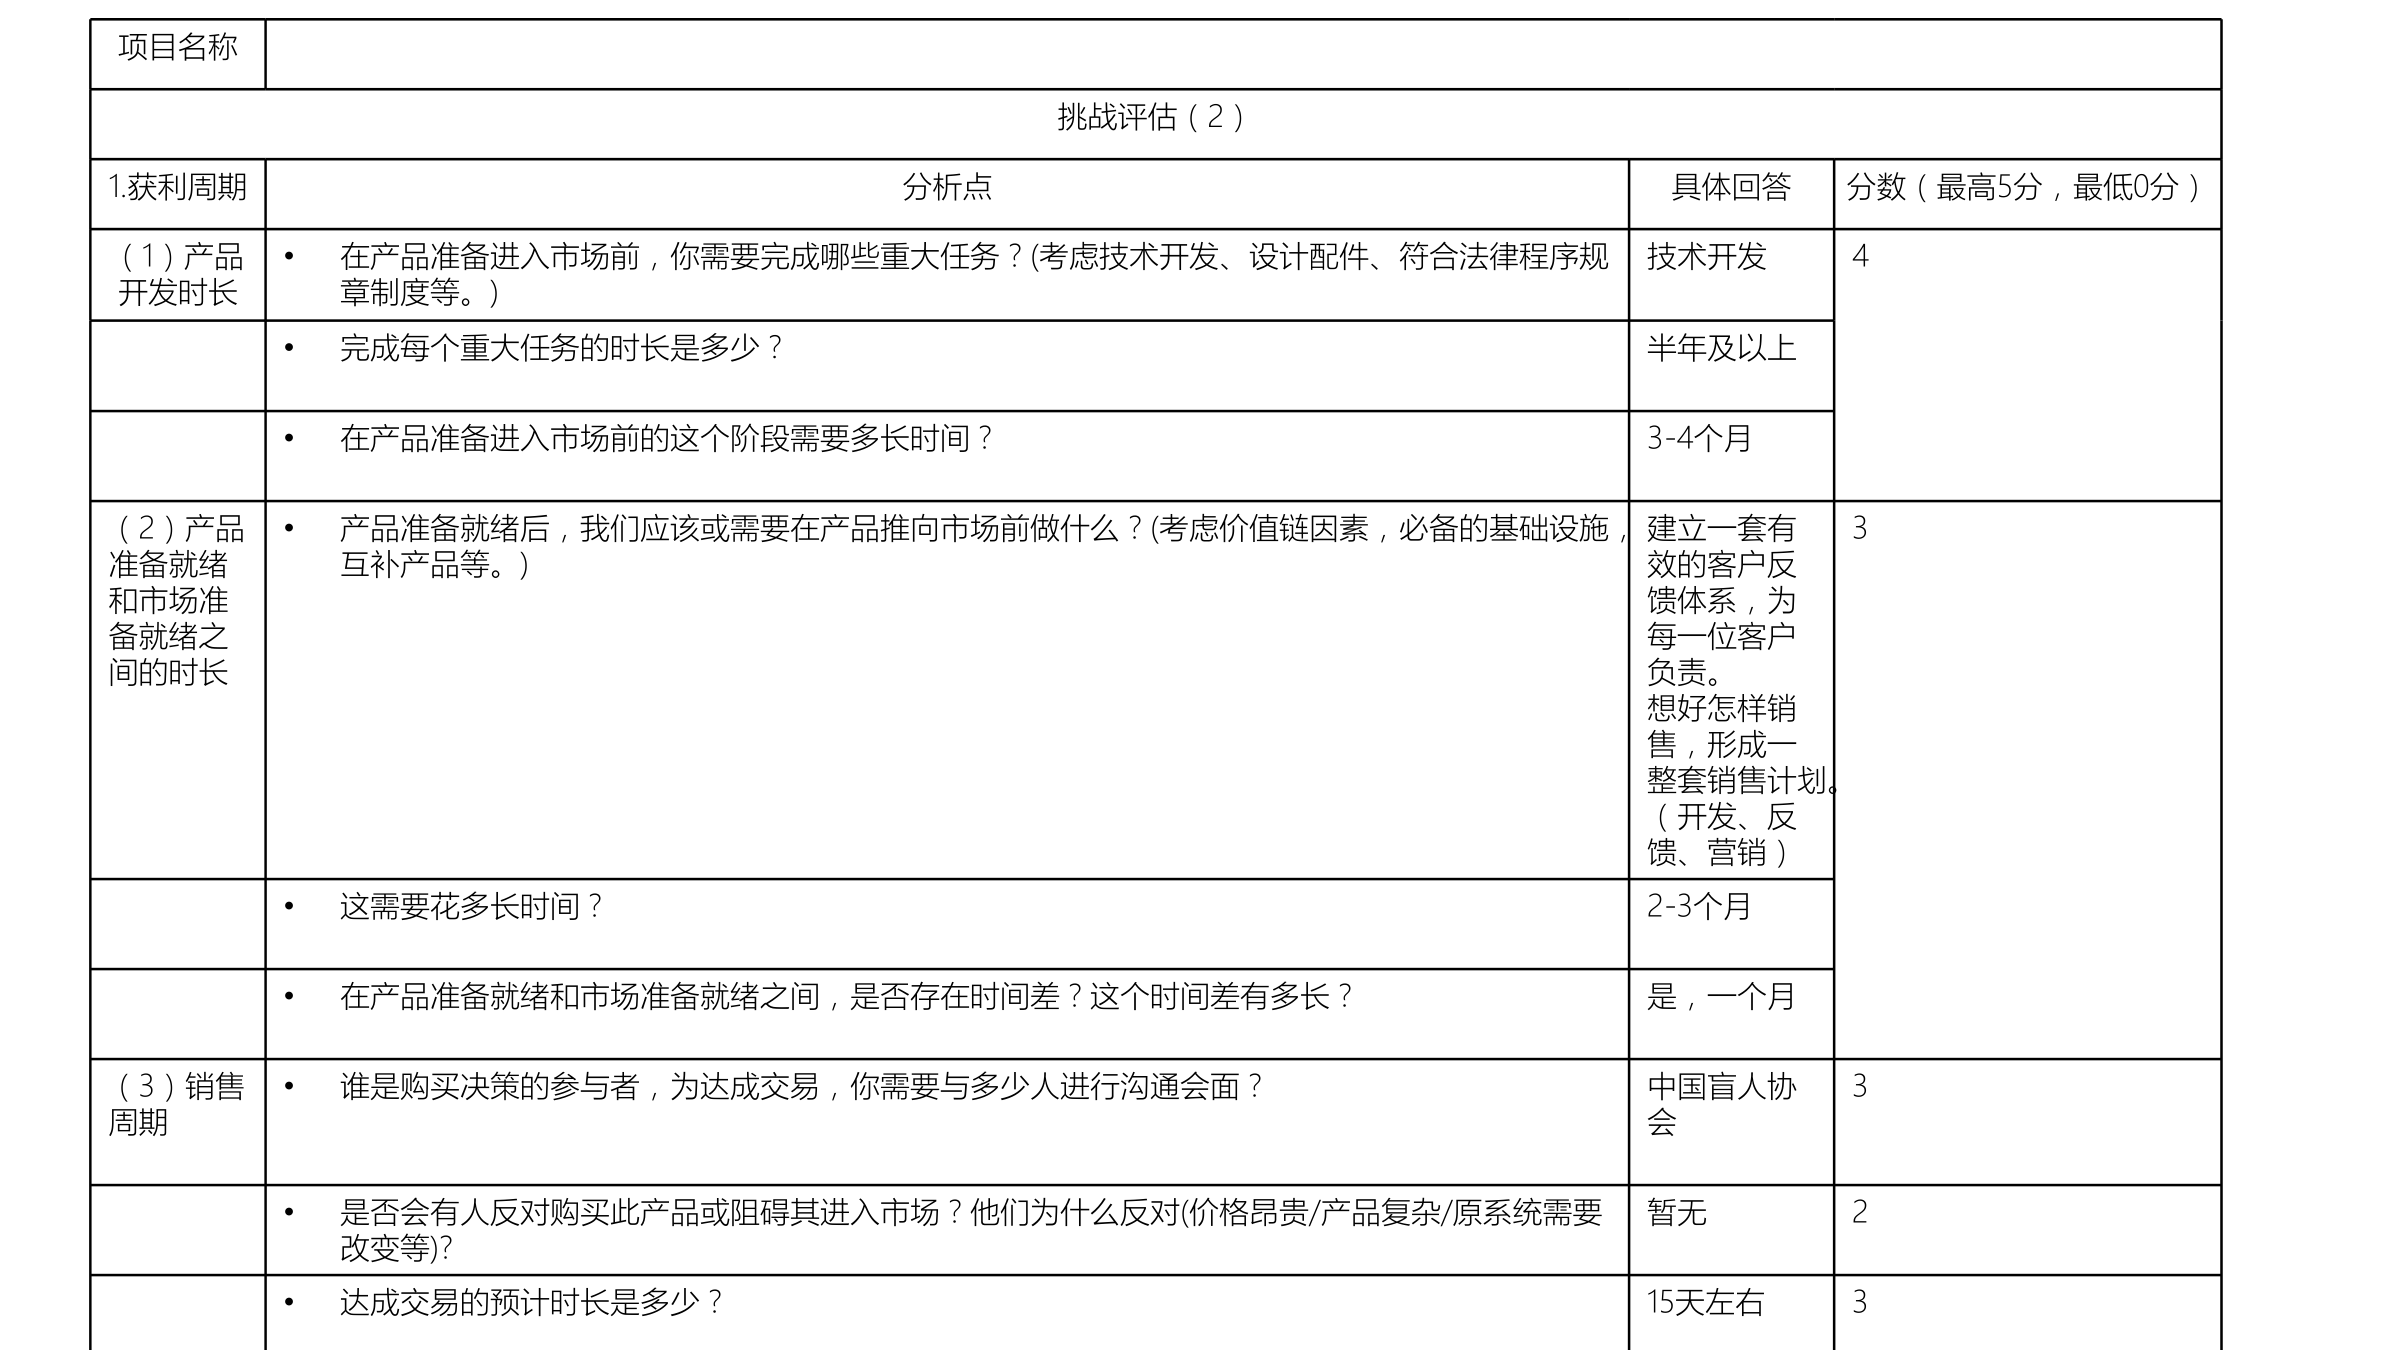 项目名称
挑战评估（2）
1.获利周期
分析点
具体回答
分数（最高5分，最低0分）
（1）产品
开发时长
• 在产品准备进入市场前，你需要完成哪些重大任务？(考虑技术开发、设计配件、符合法律程序规
章制度等。)
技术开发
4
• 完成每个重大任务的时长是多少？
半年及以上
• 在产品准备进入市场前的这个阶段需要多长时间？
3-4个月
（2）产品
准备就绪
和市场准
备就绪之
间的时长
• 产品准备就绪后，我们应该或需要在产品推向市场前做什么？(考虑价值链因素，必备的基础设施，
互补产品等。)
建立一套有
效的客户反
馈体系，为
每一位客户
负责。
想好怎样销
售，形成一
整套销售计划。
（开发、反
馈、营销）
3
• 这需要花多长时间？
2-3个月
• 在产品准备就绪和市场准备就绪之间，是否存在时间差？这个时间差有多长？
是，一个月
（3）销售
周期
• 谁是购买决策的参与者，为达成交易，你需要与多少人进行沟通会面？
中国盲人协
会
3
• 是否会有人反对购买此产品或阻碍其进入市场？他们为什么反对(价格昂贵/产品复杂/原系统需要
改变等)?
暂无
2
• 达成交易的预计时长是多少？
15天左右
3